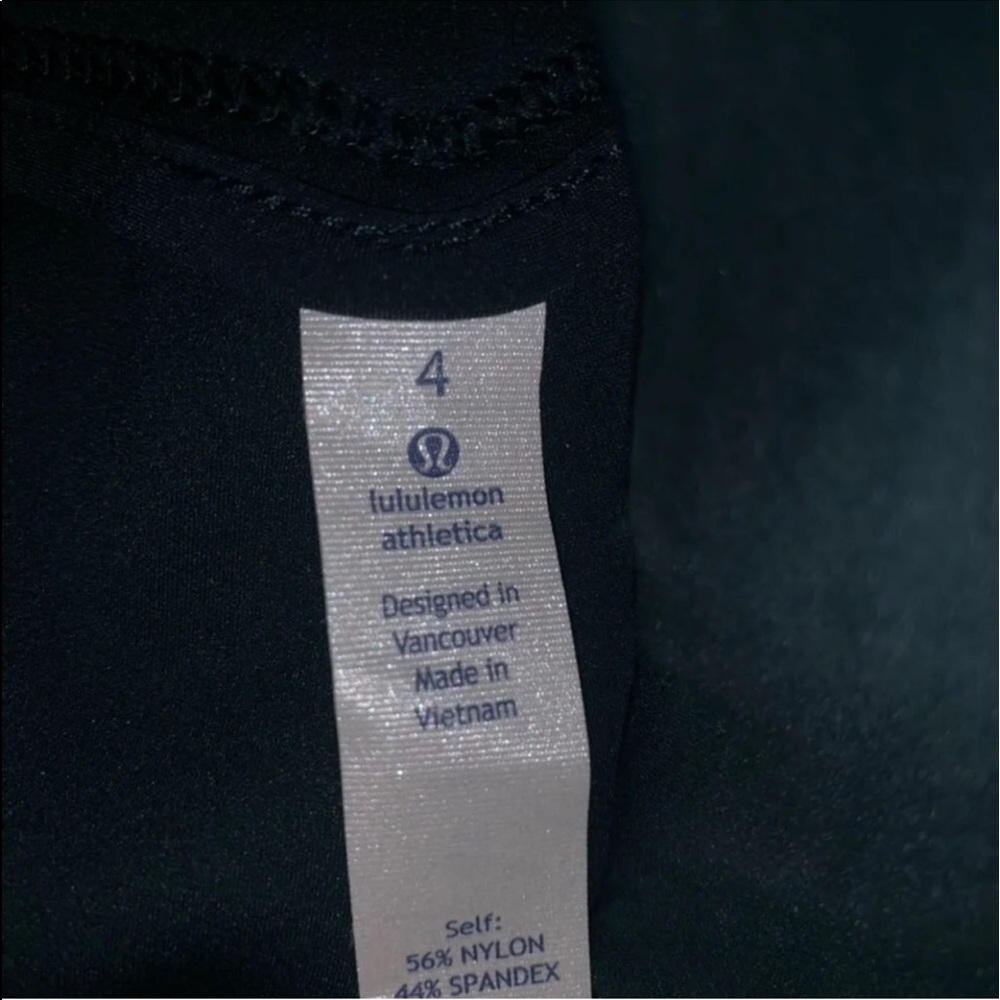 4
lululemon
athletica
Designed in
Vancouver
Made in
Vietnam
Self:
56% NYLON
44% SPANDEX